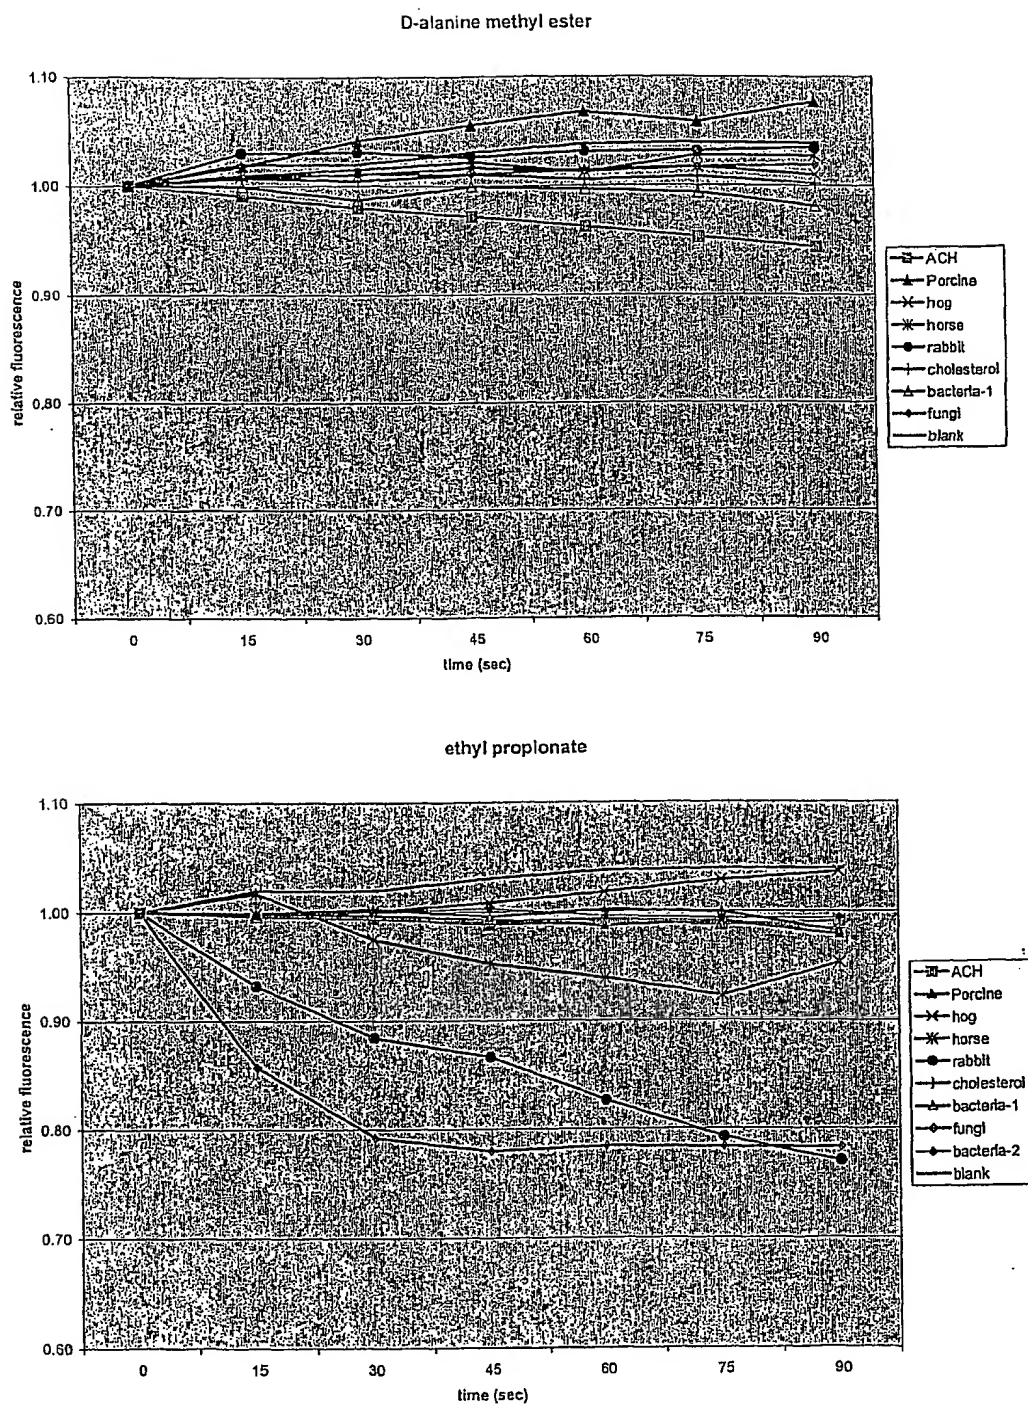 D-alanine methyl ester
1.10
1.00
0.90
0.80
0.70
0.60
relative fluorescence
0 15 30 45 60 75 90
time (sec)
ACH
Porcine
hog
horse
rabbit
cholesterol
bacteria-1
fungi
blank
ethyl propionate
1.10
1.00
0.90
0.80
0.70
0.60
relative fluorescence
0 15 30 45 60 75 90
time (sec)
ACH
Porcine
hog
horse
rabbit
cholesterol
bacteria-1
fungi
bacteria-2
blank